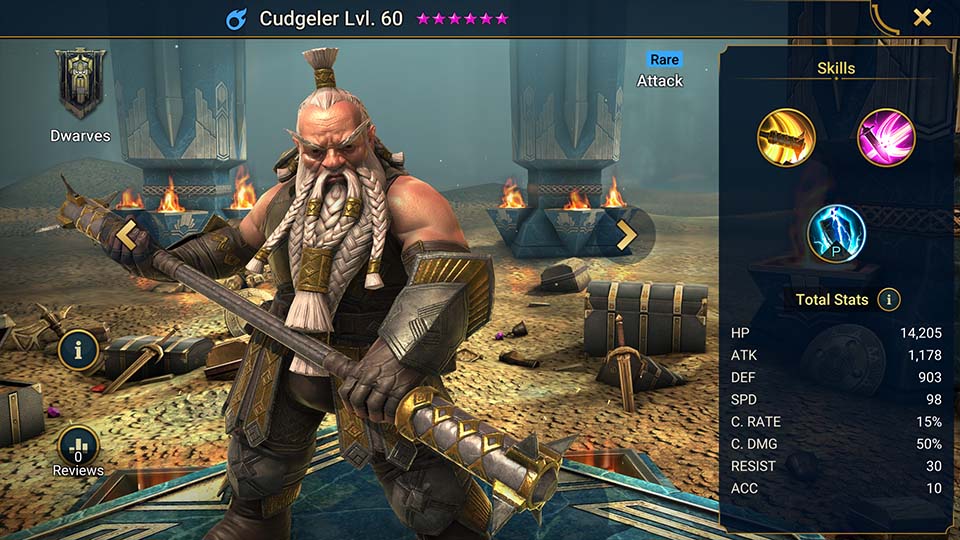 Cudgeler Lvl. 60
Dwarves
Rare
Attack
Skills
P
Total Stats i
HP 14,205
ATK 1,178
DEF 903
SPD 98
C. RATE 15%
C. DMG 50%
RESIST 30
ACC 10
i
0
Reviews